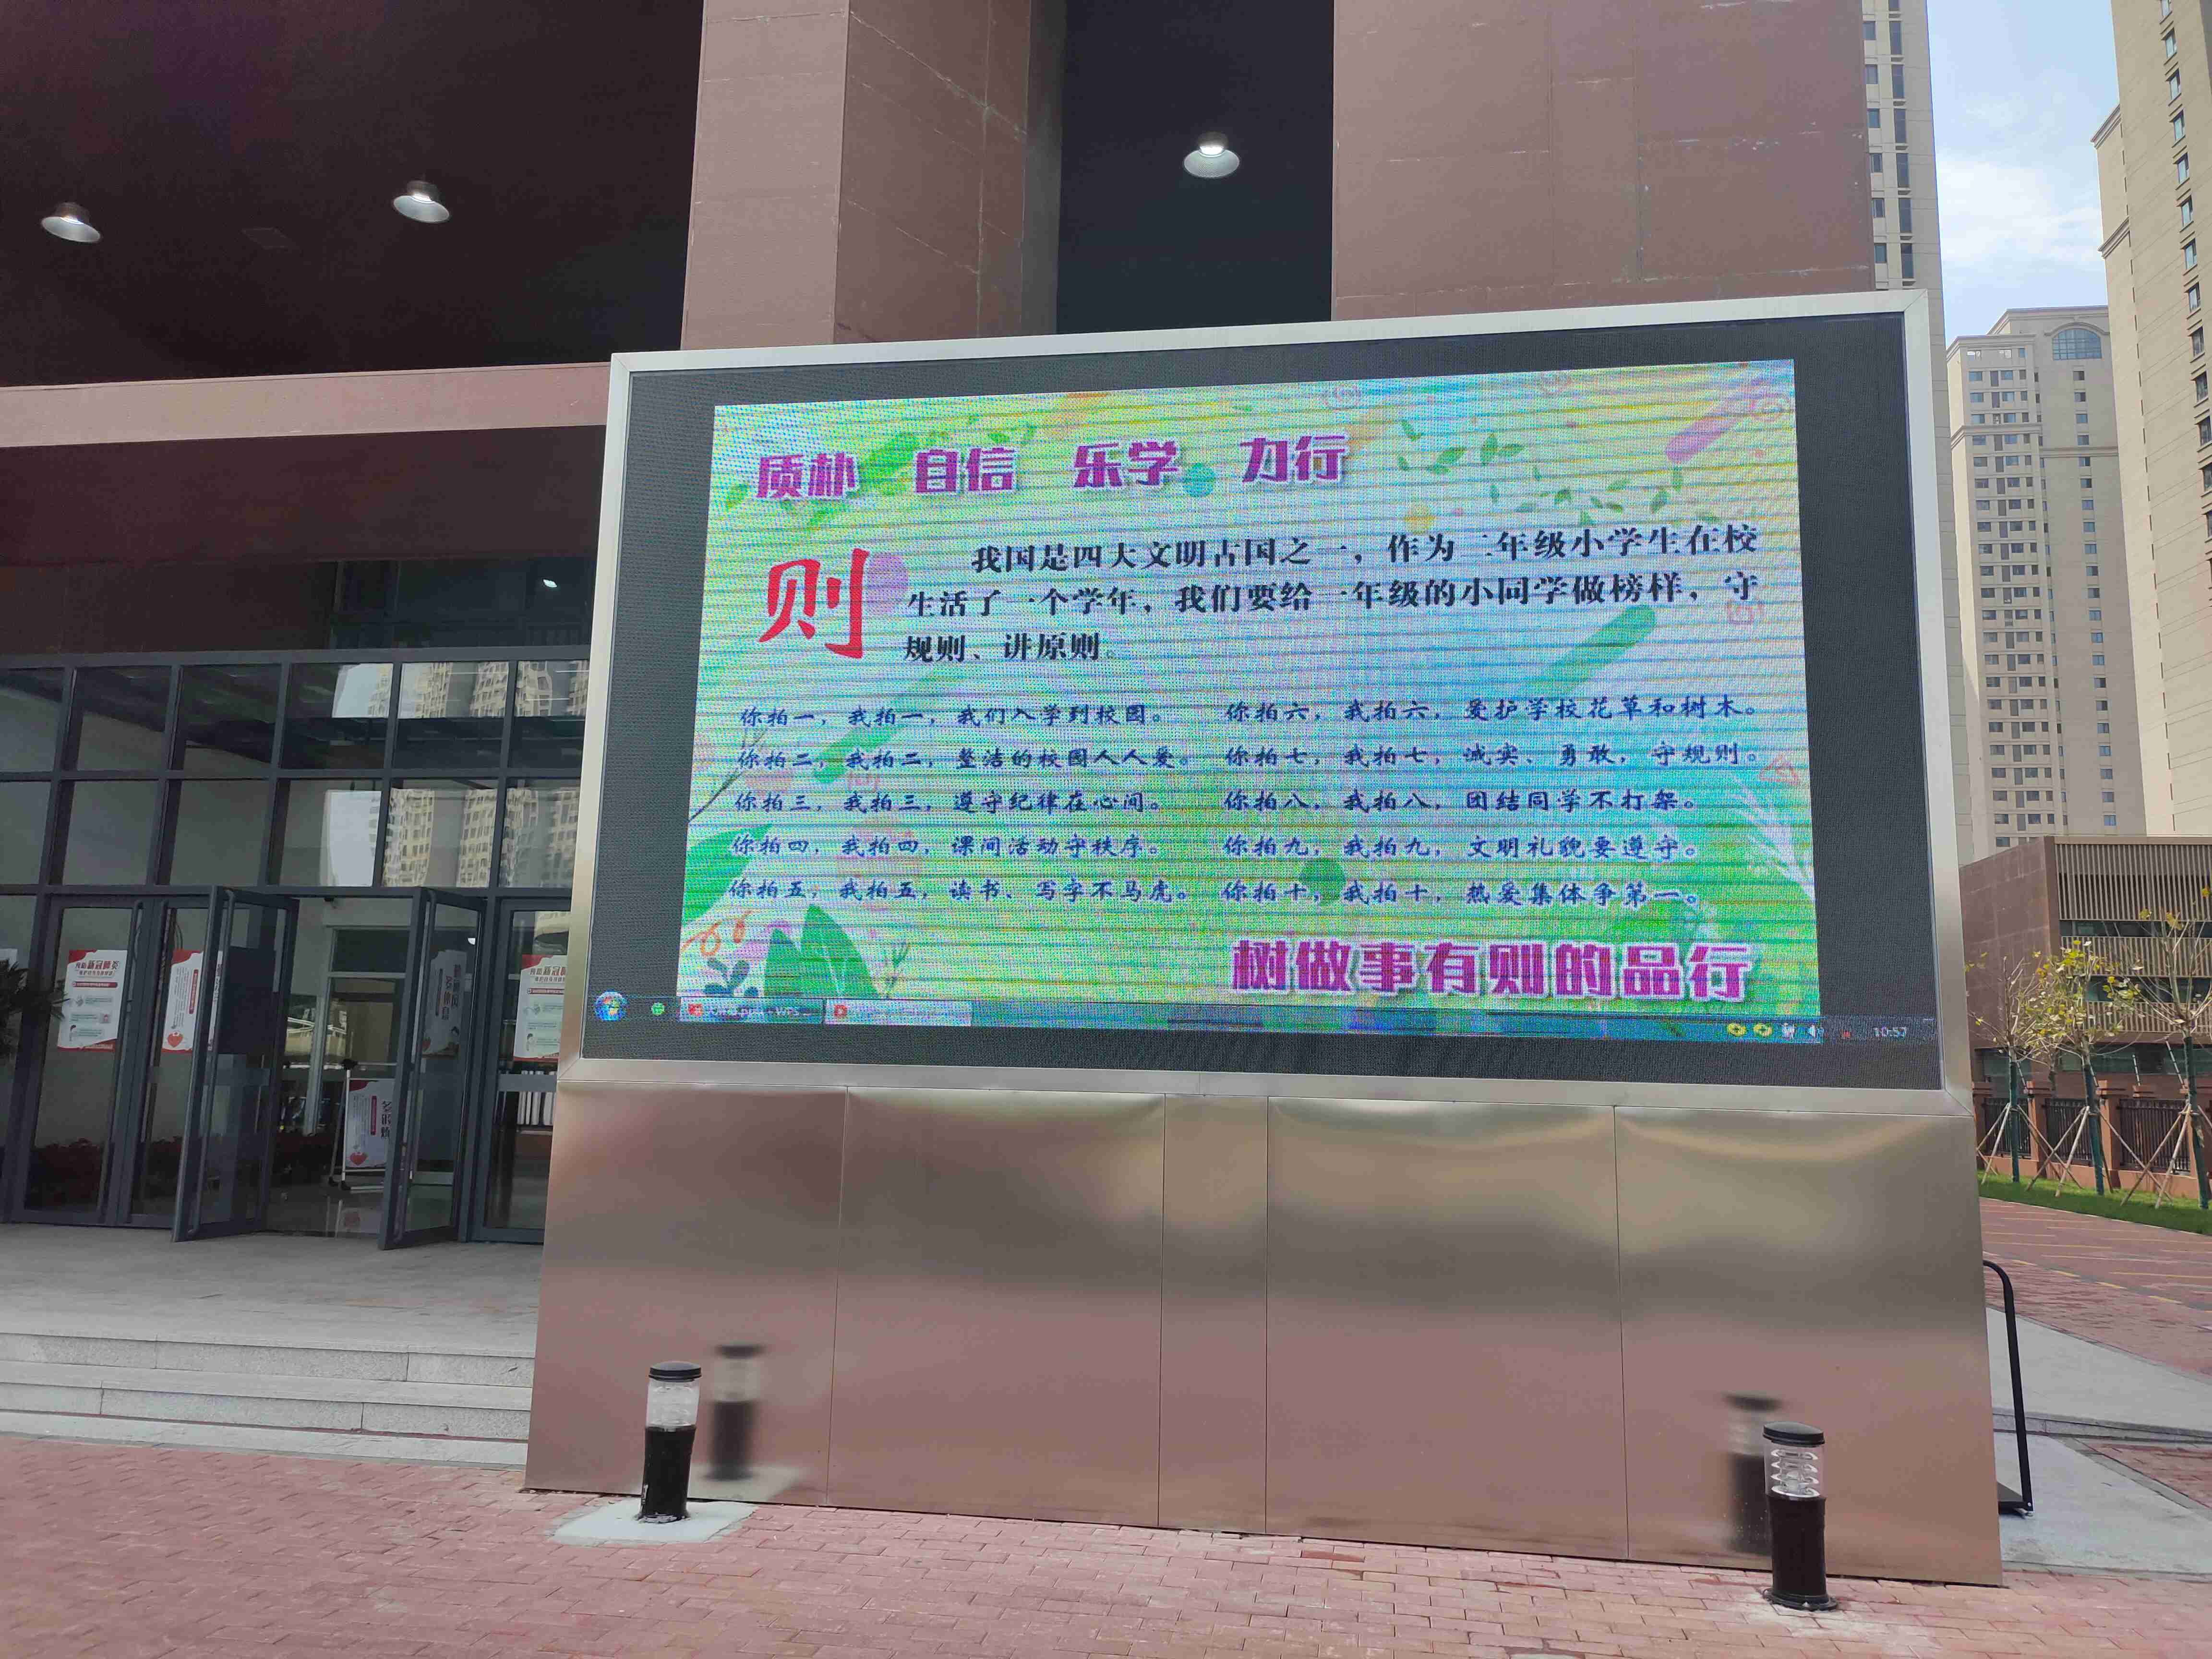 质朴 自信 乐学 力行
则
我国是四大文明古国之一，作为二年级小学生在校
生活了一个学年，我们要给一年级的小同学做榜样，守
规则、讲原则。
你拍一，我拍一，我们入学到校园。
你拍二，我拍二，整洁的校园人人爱。
你拍三，我拍三，遵守纪律在心间。
你拍四，我拍四，课间活动守秩序。
你拍五，我拍五，读书、写字不马虎。
你拍六，我拍六，爱护学校花草和树木。
你拍七，我拍七，诚实、勇敢，守规则。
你拍八，我拍八，团结同学不打架。
你拍九，我拍九，文明礼貌要遵守。
你拍十，我拍十，热爱集体争第一。
树做事有则的品行
10:57